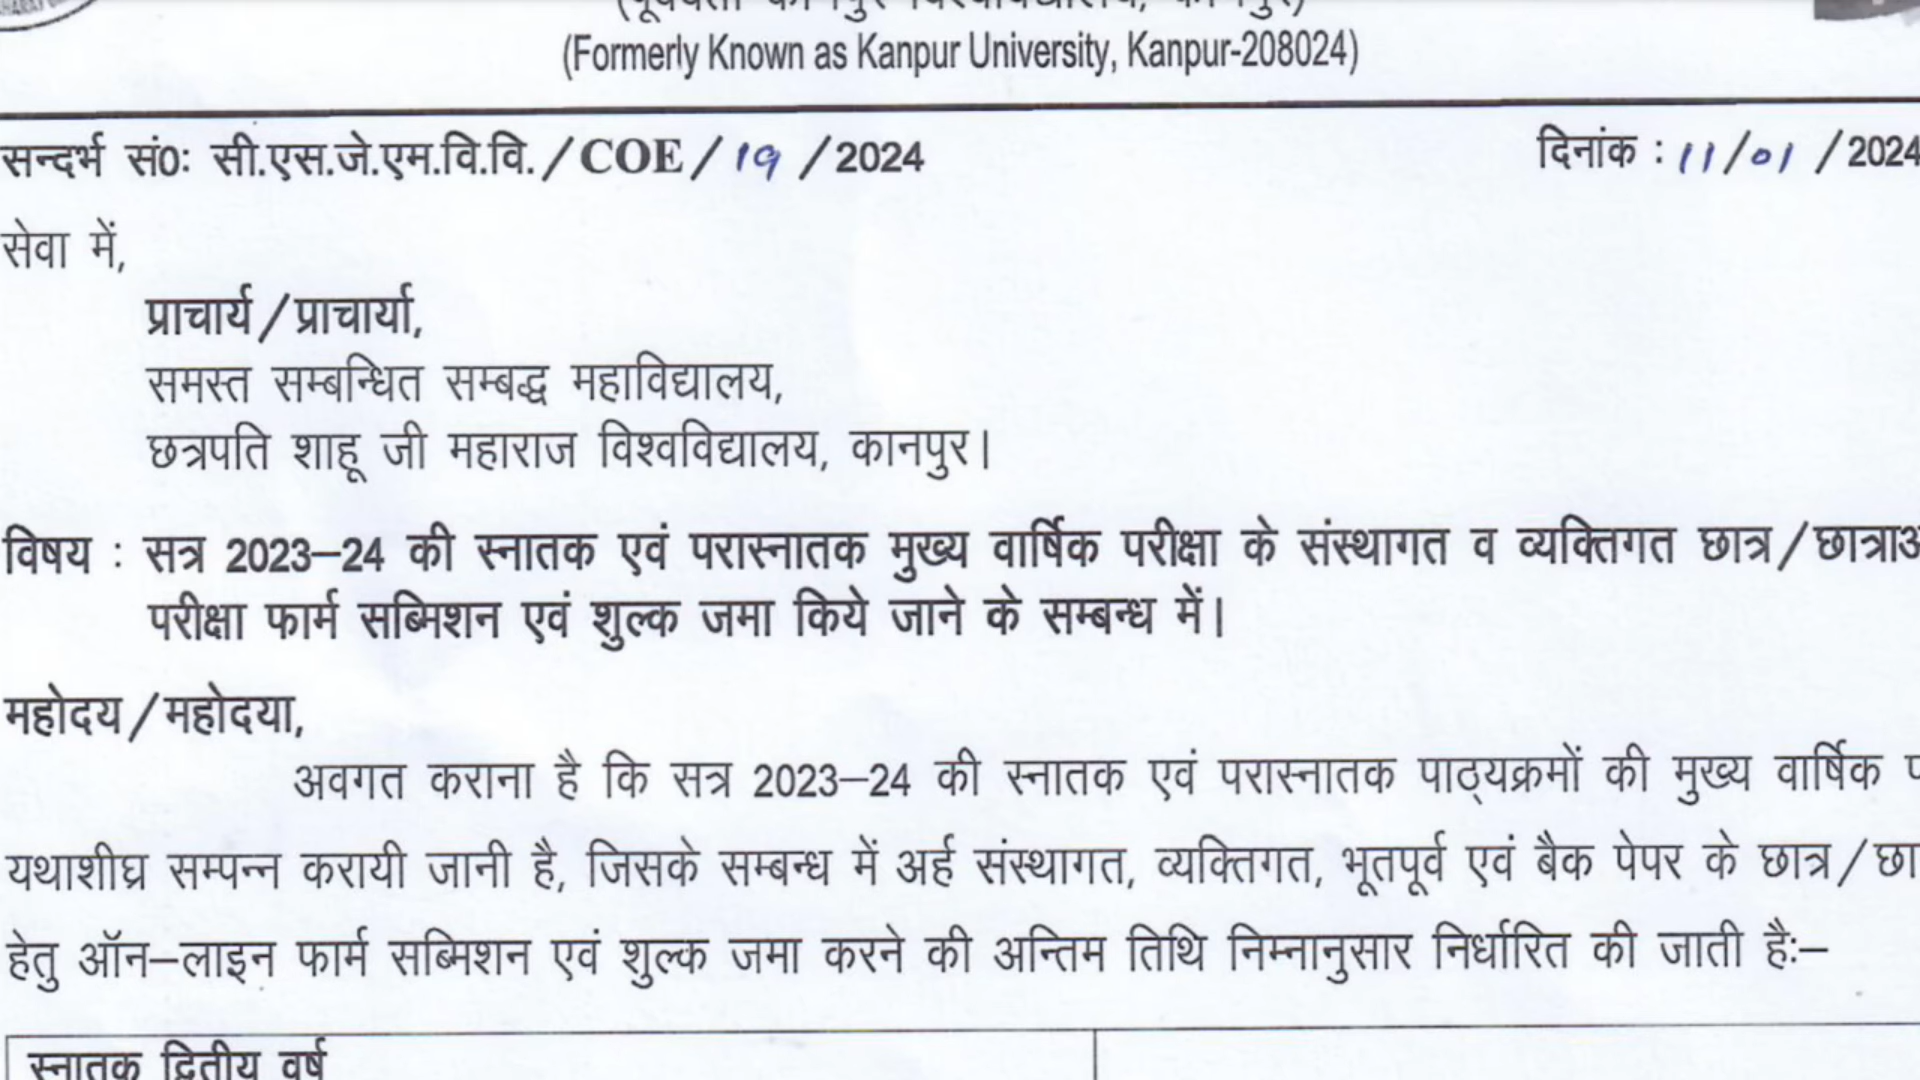 (Formerly Known as Kanpur University, Kanpur-208024)
सन्दर्भ सं0: सी.एस.जे.एम.वि.वि./COE/19/2024 दिनांक : 11/01/2024
सेवा में,
प्राचार्य/प्राचार्या,
समस्त सम्बन्धित सम्बद्ध महाविद्यालय,
छत्रपति शाहू जी महाराज विश्वविद्यालय, कानपुर।
विषय : सत्र 2023–24 की स्नातक एवं परास्नातक मुख्य वार्षिक परीक्षा के संस्थागत व व्यक्तिगत छात्र/
परीक्षा फार्म सब्मिशन एवं शुल्क जमा किये जाने के सम्बन्ध में।
महोदय/महोदया,
अवगत कराना है कि सत्र 2023–24 की स्नातक एवं परास्नातक पाठ्यक्रमों की मुख्य वार्षिक
यथाशीघ्र सम्पन्न करायी जानी है, जिसके सम्बन्ध में अर्ह संस्थागत, व्यक्तिगत, भूतपूर्व एवं बैक पेपर के छात्र/
हेतु ऑन–लाइन फार्म सब्मिशन एवं शुल्क जमा करने की अन्तिम तिथि निम्नानुसार निर्धारित की जाती है:–
स्नातक द्वितीय वर्ष